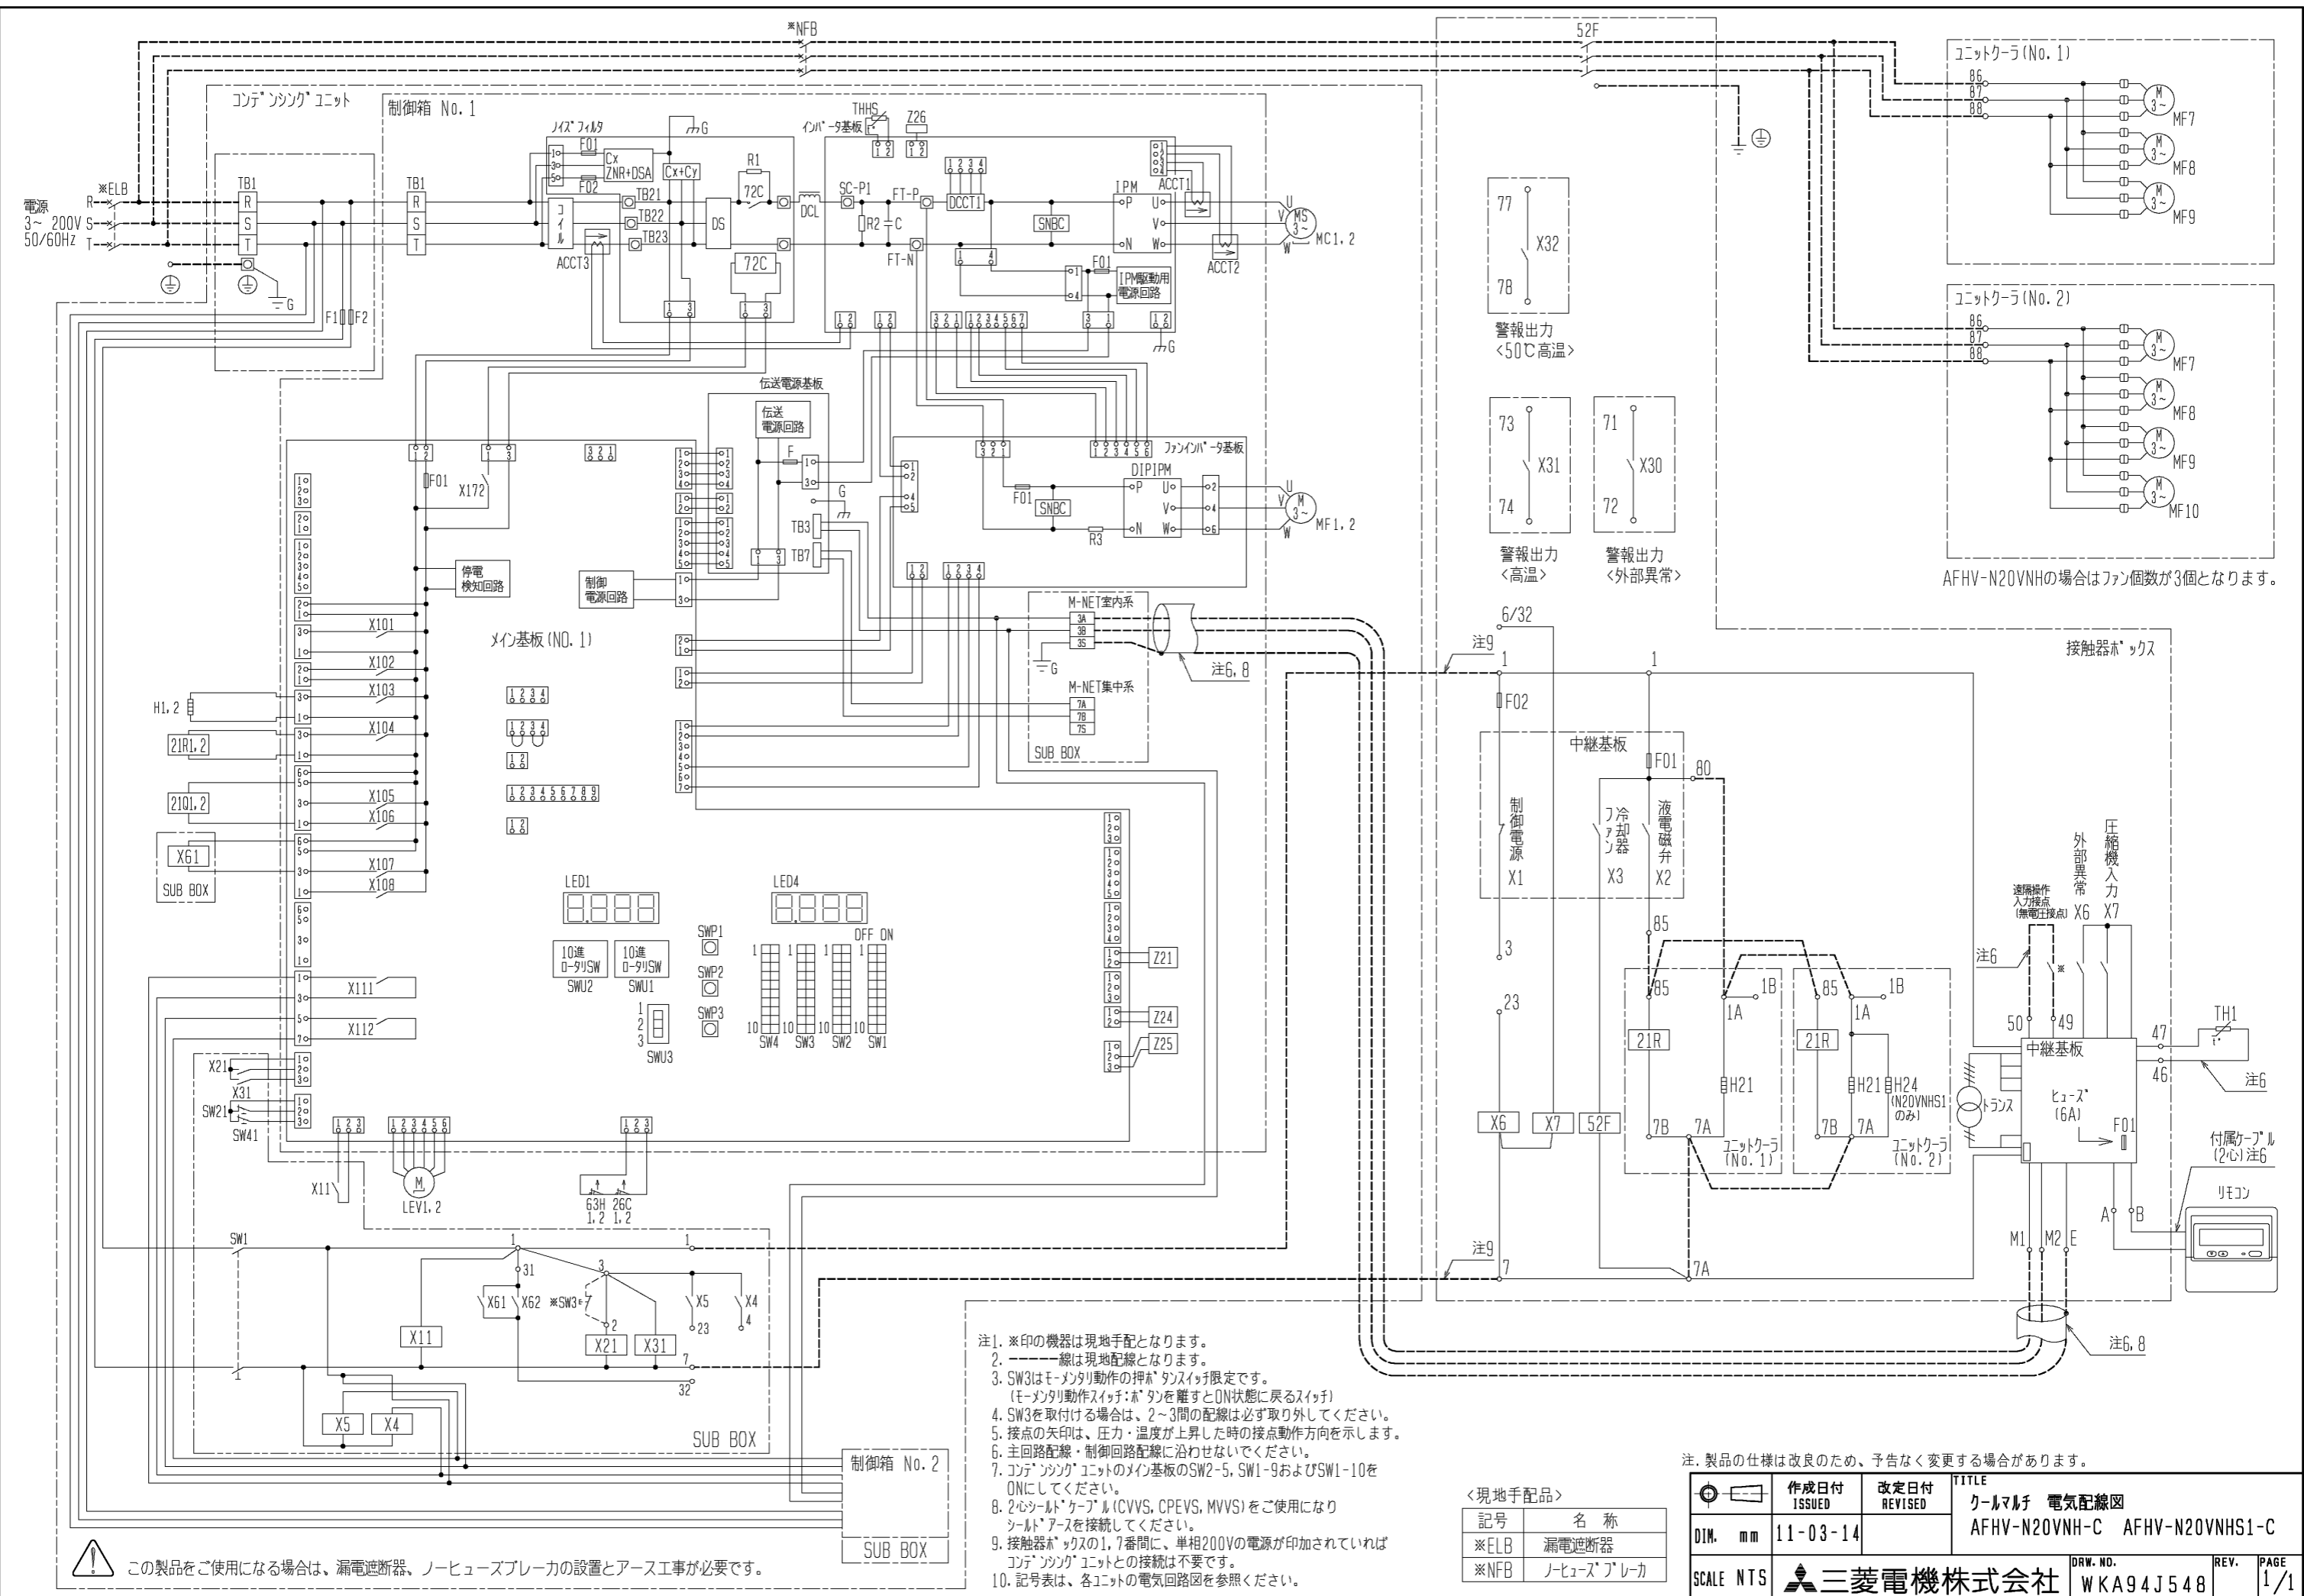 ※NFB
52F
コンデンシングユニット
制御箱 No. 1
ユニットクーラ(No. 1)
86
87
88
M
3~
MF7
M
3~
MF8
M
3~
MF9
電源
3~ 200V
50/60Hz
R
S
T
※ELB
TB1
R
S
T
G
F1
F2
TB1
R
S
T
ノイズフィルタ
F01
Cx
ZNR+DSA
F02
コイル
Cx+Cy
G
TB21
TB22
TB23
ACCT3
DS
R1
72C
72C
DCL
SC-P1
R2
C
FT-P
FT-N
インバータ基板
THHS
Z26
DCCT1
SNBC
IPM
P
N
U
V
W
ACCT1
ACCT2
U
V
W
MS
3~
MC1, 2
F01
IPM駆動用
電源回路
G
77
X32
78
警報出力
<50℃高温>
73
X31
74
警報出力
<高温>
71
X30
72
警報出力
<外部異常>
ユニットクーラ(No. 2)
86
87
88
M
3~
MF7
M
3~
MF8
M
3~
MF9
M
3~
MF10
AFHV-N20VNHの場合はファン個数が3個となります。
伝送電源基板
伝送
電源回路
F
G
TB3
TB7
ファンインバータ基板
F01
SNBC
R3
DIPIPM
P
N
U
V
W
2
4
6
U
V
W
M
3~
MF1, 2
F01
X172
停電
検知回路
制御
電源回路
メイン基板(NO. 1)
X101
X102
X103
X104
X105
X106
X107
X108
X111
X112
H1, 2
21R1, 2
21Q1, 2
X61
SUB BOX
M-NET室内系
3A
3B
3S
G
M-NET集中系
7A
7B
7S
SUB BOX
注6, 8
LED1
LED4
10進
ロータリSW
SWU2
10進
ロータリSW
SWU1
1
2
3
SWU3
SWP1
SWP2
SWP3
OFF ON
1
10
SW4
1
10
SW3
1
10
SW2
1
10
SW1
Z21
Z24
Z25
X21
X31
SW21
SW41
X11
M
LEV1, 2
63H
1, 2
26C
1, 2
接触器ボックス
6/32
注9
1
1
F02
中継基板
F01
80
制御電源
X1
冷却器ファン
X3
液電磁弁
X2
85
3
23
X6
X7
52F
85
1A
1B
21R
H21
7B
7A
ユニットクーラ
(No. 1)
85
1A
1B
21R
H21
H24
(N20VNHS1
のみ)
7B
7A
ユニットクーラ
(No. 2)
注9
7
7A
遠隔操作
入力接点
(無電圧接点)
外部異常
X6
圧縮機入力
X7
注6
※
50
49
中継基板
ヒューズ
(6A)
F01
トランス
47
46
TH1
注6
付属ケーブル
(2心)注6
リモコン
A
B
M1
M2
E
注6, 8
SW1
1
31
X61
X62
※SW3
3
2
X11
X21
X31
1
X5
23
X4
4
7
32
X5
X4
SUB BOX
制御箱 No. 2
SUB BOX
この製品をご使用になる場合は、漏電遮断器、ノーヒューズブレーカの設置とアース工事が必要です。
注1. ※印の機器は現地手配となります。
2. -----線は現地配線となります。
3. SW3はモーメンタリ動作の押ボタンスイッチ限定です。
(モーメンタリ動作スイッチ:ボタンを離すとON状態に戻るスイッチ)
4. SW3を取付ける場合は、2~3間の配線は必ず取り外してください。
5. 接点の矢印は、圧力・温度が上昇した時の接点動作方向を示します。
6. 主回路配線・制御回路配線に沿わせないでください。
7. コンデンシングユニットのメイン基板のSW2-5, SW1-9およびSW1-10を
ONにしてください。
8. 2心シールドケーブル(CVVS, CPEVS, MVVS)をご使用になり
シールドアースを接続してください。
9. 接触器ボックスの1, 7番間に、単相200Vの電源が印加されていれば
コンデンシングユニットとの接続は不要です。
10. 記号表は、各ユニットの電気回路図を参照ください。
<現地手配品>
記号 名 称
※ELB 漏電遮断器
※NFB ノーヒューズブレーカ
注. 製品の仕様は改良のため、予告なく変更する場合があります。
作成日付
ISSUED
改定日付
REVISED
TITLE
クールマルチ 電気配線図
AFHV-N20VNH-C AFHV-N20VNHS1-C
DIM. mm
11-03-14
SCALE NTS
三菱電機株式会社
DRW. NO.
WKA94J548
REV.
PAGE
1/1